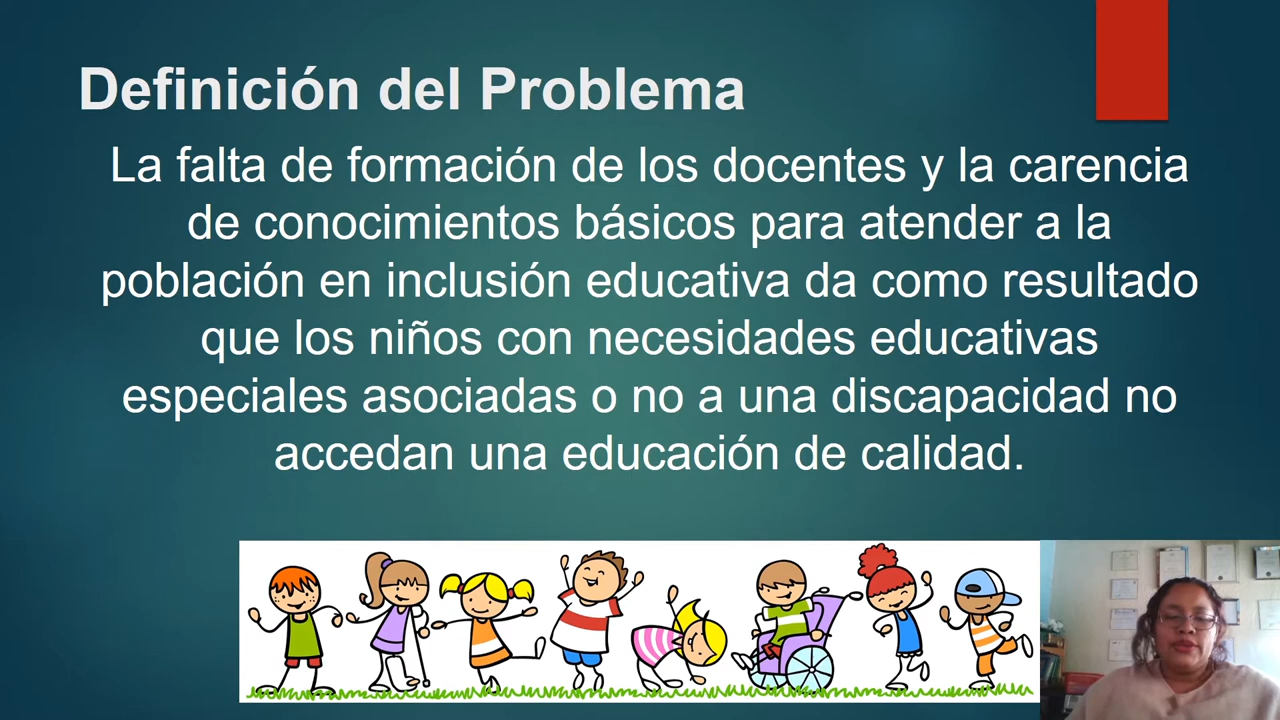 Definición del Problema
La falta de formación de los docentes y la carencia
de conocimientos básicos para atender a la
población en inclusión educativa da como resultado
que los niños con necesidades educativas
especiales asociadas o no a una discapacidad no
accedan una educación de calidad.